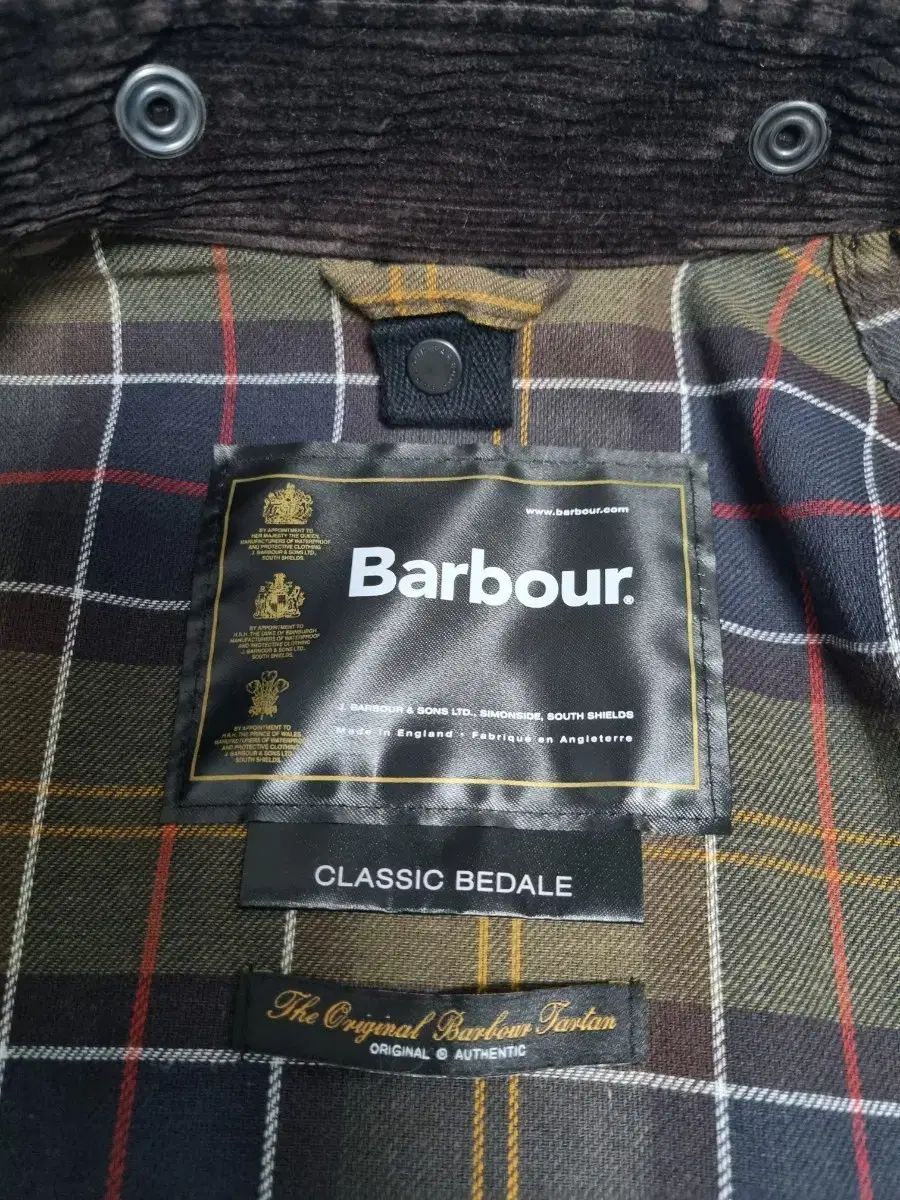 www.barbour.com
Barbour®
BY APPOINTMENT TO
HER MAJESTY THE QUEEN,
MANUFACTURERS OF WATERPROOF
AND PROTECTIVE CLOTHING
J. BARBOUR & SONS LTD.,
SOUTH SHIELDS.
BY APPOINTMENT TO
H.R.H. THE DUKE OF EDINBURGH
MANUFACTURERS OF WATERPROOF
AND PROTECTIVE CLOTHING
J. BARBOUR & SONS LTD.,
SOUTH SHIELDS.
BY APPOINTMENT TO
H.R.H. THE PRINCE OF WALES
MANUFACTURERS OF WATERPROOF
AND PROTECTIVE CLOTHING
J. BARBOUR & SONS LTD.,
SOUTH SHIELDS.
J. BARBOUR & SONS LTD., SIMONSIDE, SOUTH SHIELDS
Made in England • Fabriqué en Angleterre
CLASSIC BEDALE
The Original Barbour Tartan
ORIGINAL & AUTHENTIC